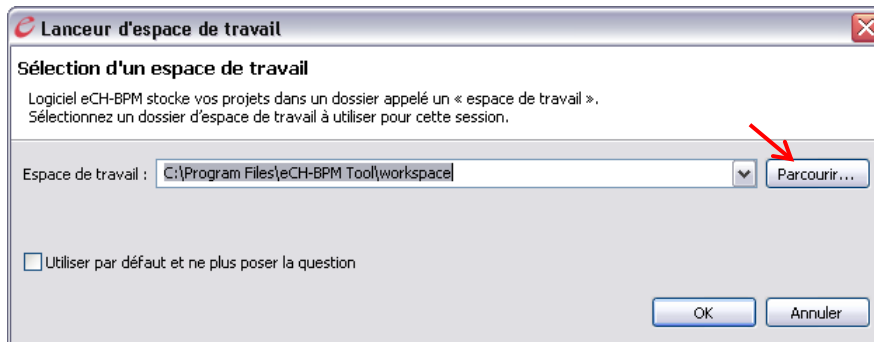 Lanceur d'espace de travail
Sélection d'un espace de travail
Logiciel eCH-BPM stocke vos projets dans un dossier appelé un « espace de travail ».
Sélectionnez un dossier d'espace de travail à utiliser pour cette session.
Espace de travail : C:\Program Files\eCH-BPM Tool\workspace Parcourir...
Utiliser par défaut et ne plus poser la question
OK Annuler